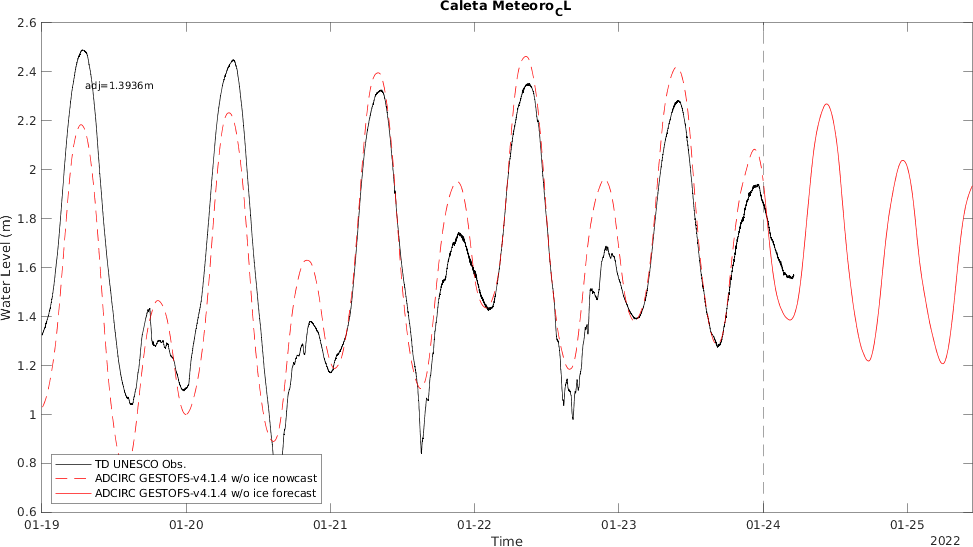 Caleta Meteoro_CL
2.6
2.4
adj=1.3936m
2.2
2
1.8
Water Level (m)
1.6
1.4
1.2
1
0.8
TD UNESCO Obs.
ADCIRC GESTOFS-v4.1.4 w/o ice nowcast
ADCIRC GESTOFS-v4.1.4 w/o ice forecast
0.6
01-19 01-20 01-21 01-22 01-23 01-24 01-25
Time
2022